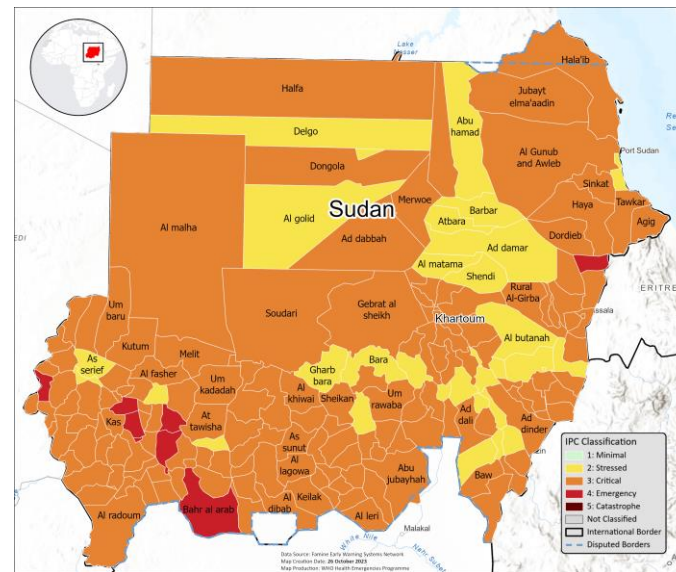 Lake
Nasser
Hala'ib
Halfa
Jubayt
elma'aadin
Abu
hamad
Delgo
Port Sudan
Al Gunub
and Awleb
Dongola
Sinkat
Merwoe
Haya
Tawkar
Al golid
Sudan
Barbar
Agig
Atbara
Al malha
Ad dabbah
Dordieb
Ad damar
Al matama
Shendi
ERITRE
Um
baru
Soudari
Gebrat al
sheikh
Rural
Al-Girba
Khartoum
assala
Kutum
Melit
Al butanah
As
serief
Al fasher
Gharb
bara
Bara
Um
kadadah
Al
khiwai
Sheikan
Um
rawaba
Kas
At
tawisha
Ad
dali
Ad
dinder
As
sunut
Al
lagowa
Abu
jubayhah
Baw
Bahr al arab
Al
dibab
Keilak
Al radoum
Al leri
Malakal
White Nile
IPC Classification
1: Minimal
2: Stressed
3: Critical
4: Emergency
5: Catastrophe
Not Classified
International Border
Disputed Borders
Data Source: Famine Early Warning Systems Network
Map Creation Date: 26 October 2023
Map Production: WHO Health Emergencies Programme